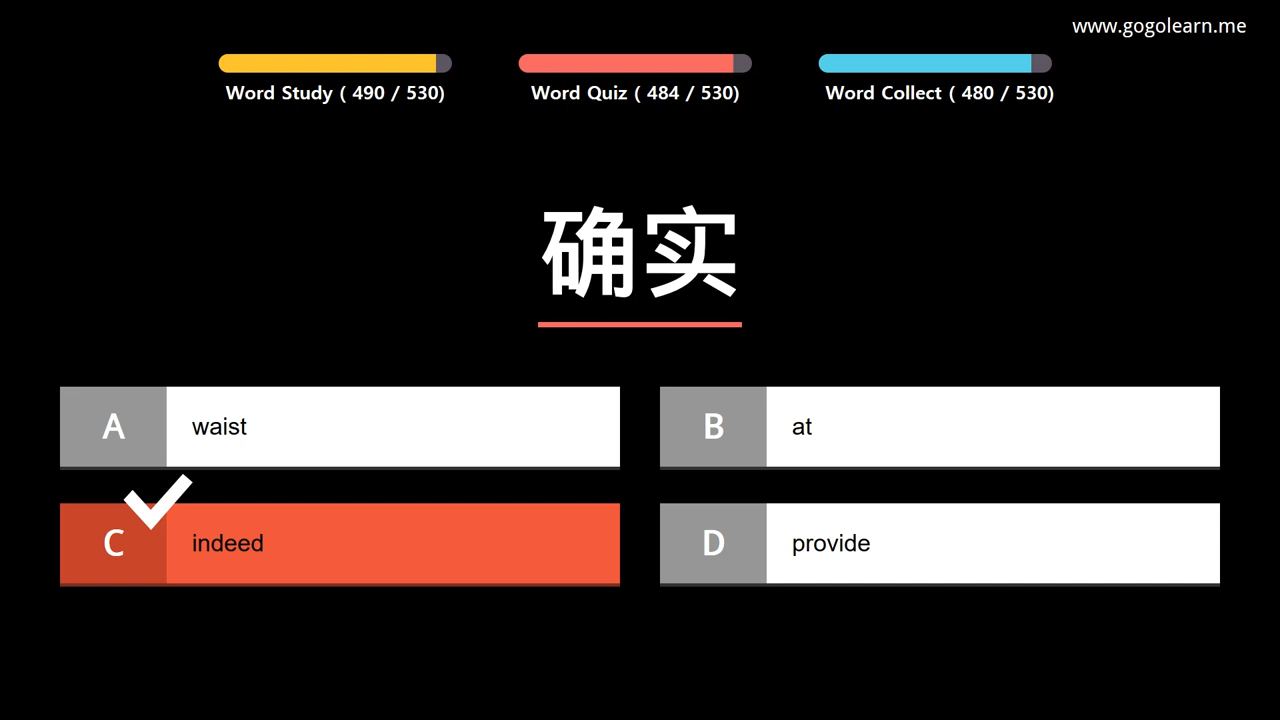 www.gogolearn.me
Word Study ( 490 / 530)
Word Quiz ( 484 / 530)
Word Collect ( 480 / 530)
确实
A waist
B at
C indeed
D provide